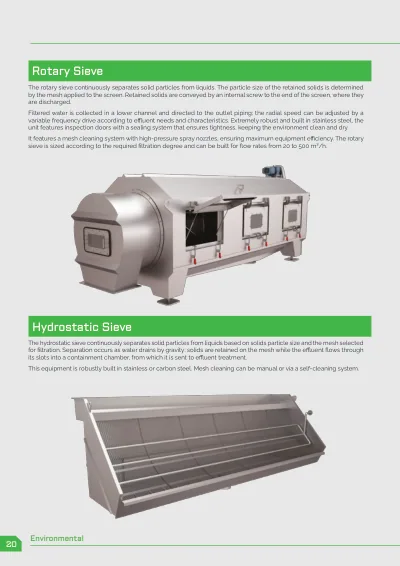 Rotary Sieve
The rotary sieve continuously separates solid particles from liquids. The particle size of the retained solids is determined
by the mesh applied to the screen. Retained solids are conveyed by an internal screw to the end of the screen, where they
are discharged.
Filtered water is collected in a lower channel and directed to the outlet piping; the radial speed can be adjusted by a
variable frequency drive according to effluent needs and characteristics. Extremely robust and built in stainless steel, the
unit features inspection doors with a sealing system that ensures tightness, keeping the environment clean and dry.
It features a mesh cleaning system with high-pressure spray nozzles, ensuring maximum equipment efficiency. The rotary
sieve is sized according to the required filtration degree and can be built for flow rates from 20 to 500 m³/h.
Hydrostatic Sieve
The hydrostatic sieve continuously separates solid particles from liquids based on solids particle size and the mesh selected
for filtration. Separation occurs as water drains by gravity: solids are retained on the mesh while the effluent flows through
its slots into a containment chamber, from which it is sent to effluent treatment.
This equipment is robustly built in stainless or carbon steel. Mesh cleaning can be manual or via a self-cleaning system.
20
Environmental